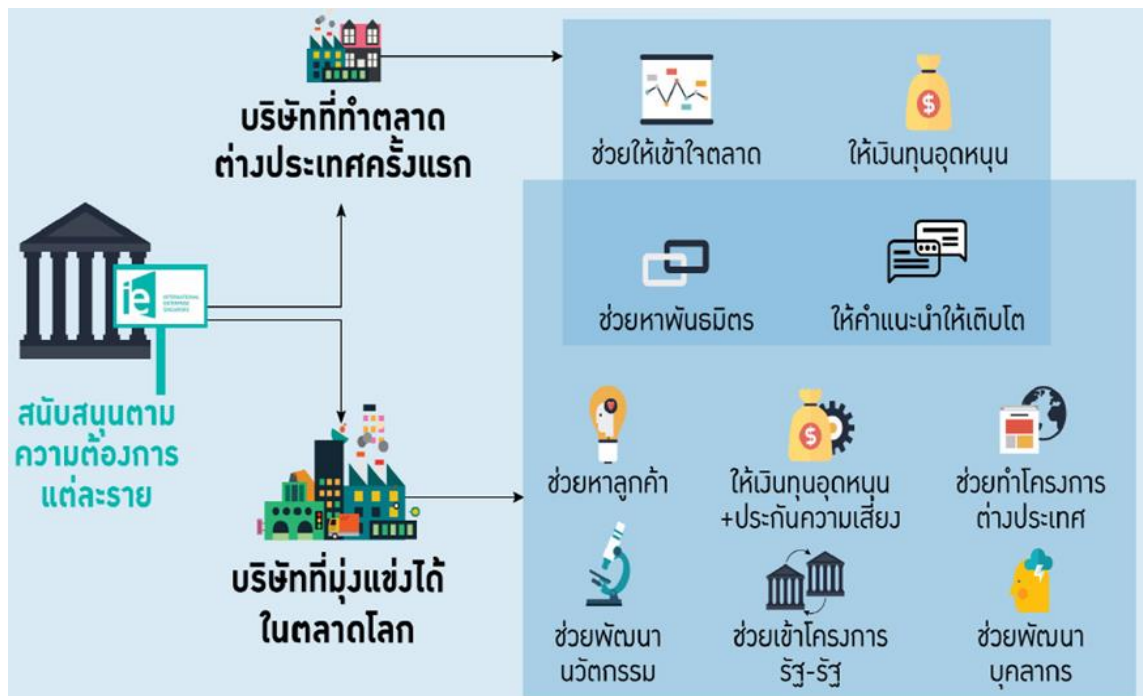 บริษัทที่ทำตลาด
ต่างประเทศครั้งแรก
ช่วยให้เข้าใจตลาด
ให้เงินทุนอุดหนุน
ช่วยหาพันธมิตร
ให้คำแนะนำให้เติบโต
ie
INTERNATIONAL
ENTERPRISE
SINGAPORE
สนับสนุนตาม
ความต้องการ
แต่ละราย
บริษัทที่มุ่งแข่งได้
ในตลาดโลก
ช่วยหาลูกค้า
ให้เงินทุนอุดหนุน
+ประกันความเสี่ยง
ช่วยทำโครงการ
ต่างประเทศ
ช่วยพัฒนา
นวัตกรรม
ช่วยเข้าโครงการ
รัฐ-รัฐ
ช่วยพัฒนา
บุคลากร